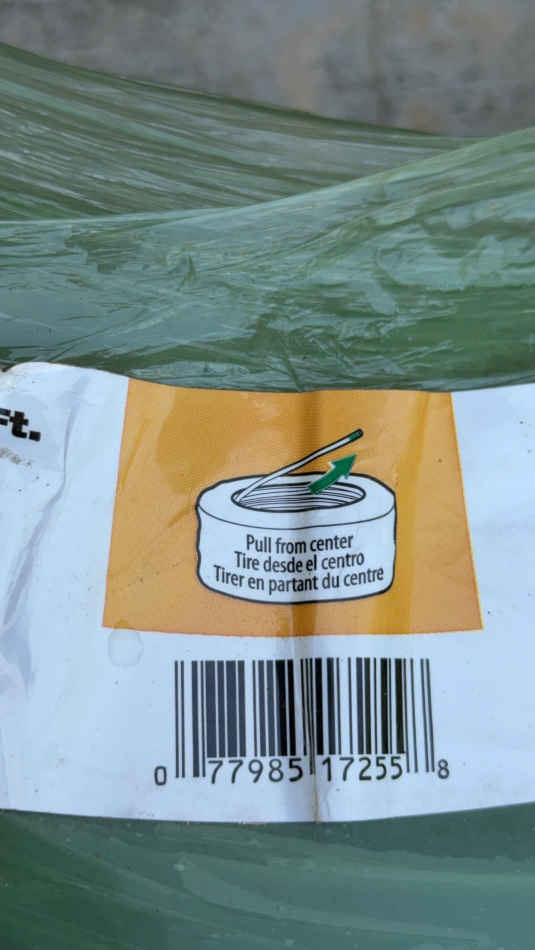 Ft.
Pull from center
Tire desde el centro
Tirer en partant du centre
0 77985 17255 8